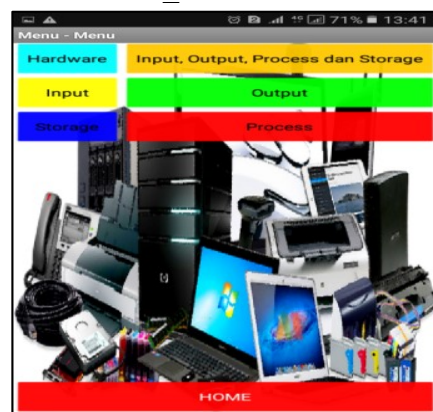 71% 13:41
Menu - Menu
Hardware Input, Output, Process dan Storage
Input Output
Storage Process
HOME